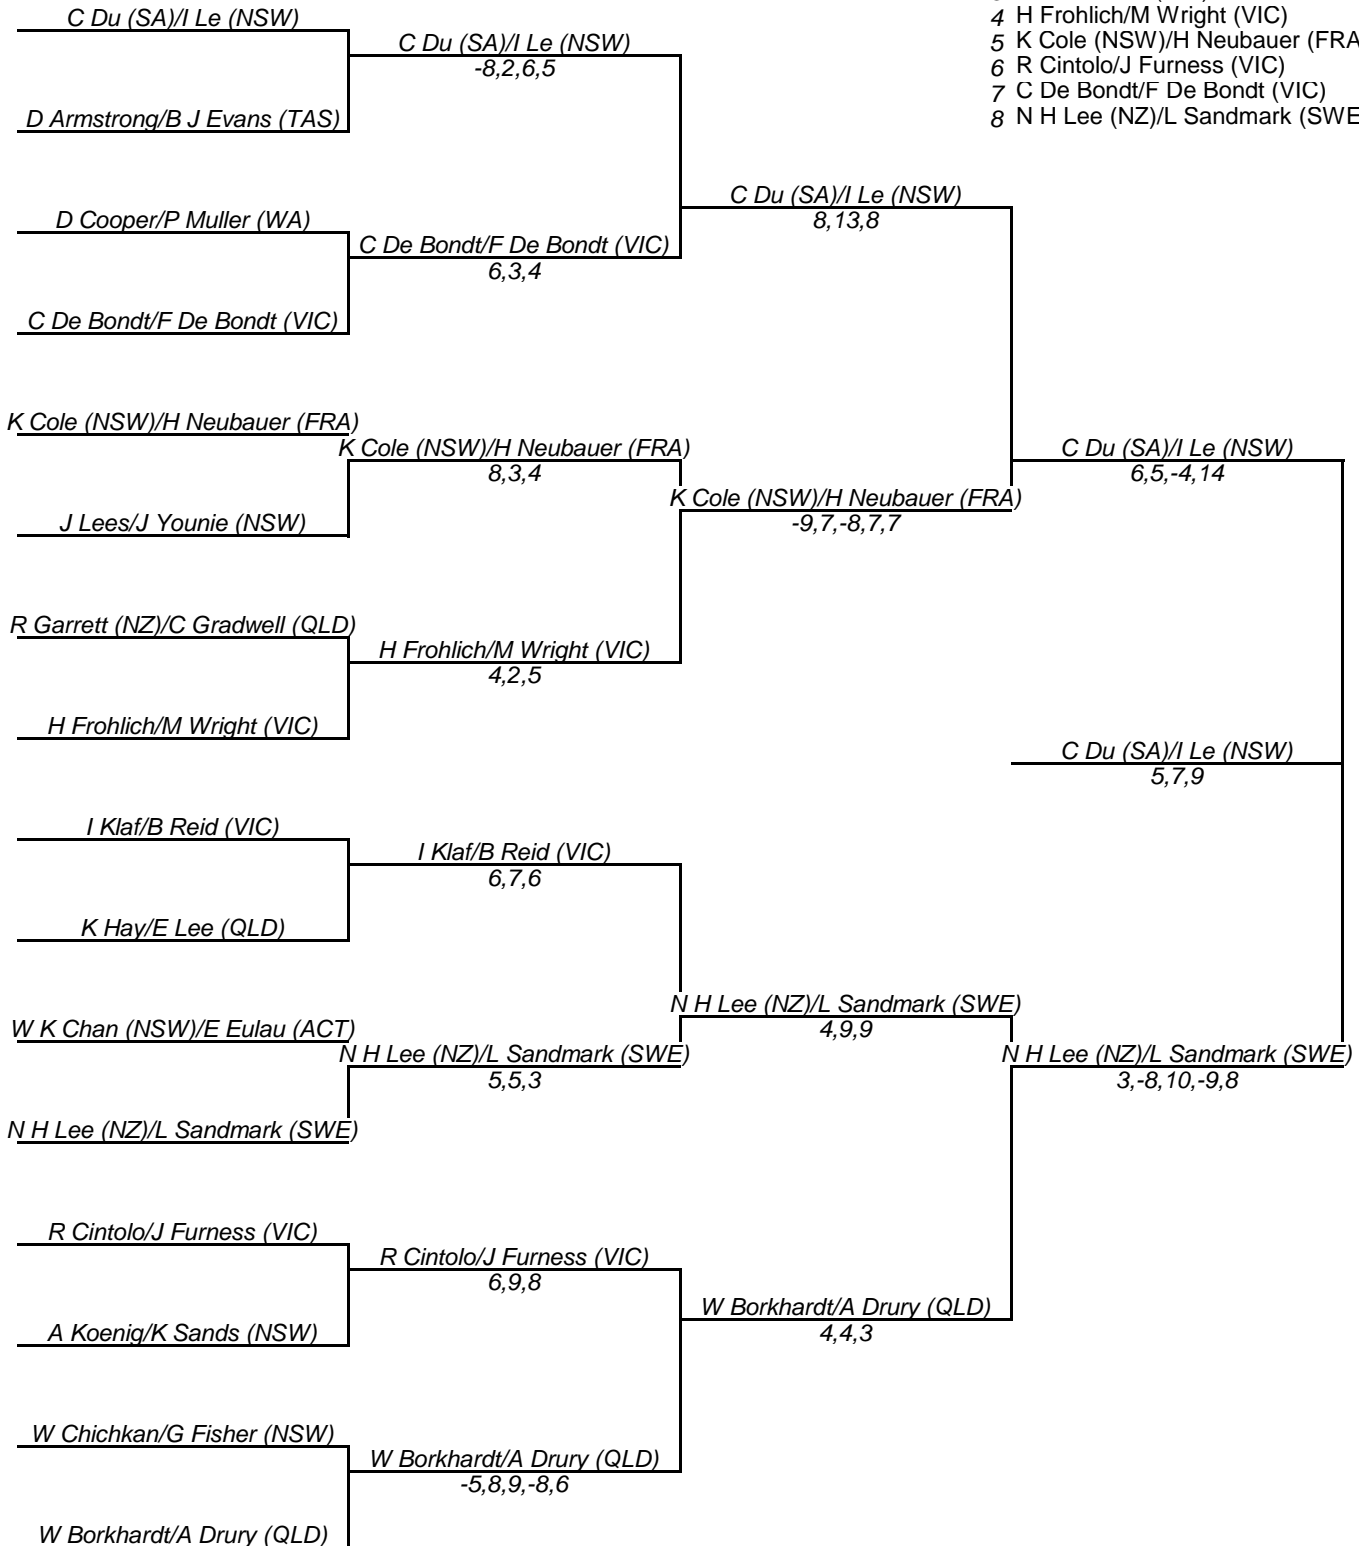 C Du (SA)/I Le (NSW)
4 H Frohlich/M Wright (VIC)
C Du (SA)/I Le (NSW)
5 K Cole (NSW)/H Neubauer (FRA
-8,2,6,5
6 R Cintolo/J Furness (VIC)
7 C De Bondt/F De Bondt (VIC)
D Armstrong/B J Evans (TAS)
8 N H Lee (NZ)/L Sandmark (SWE
C Du (SA)/I Le (NSW)
8,13,8
D Cooper/P Muller (WA)
C De Bondt/F De Bondt (VIC)
6,3,4
C De Bondt/F De Bondt (VIC)
K Cole (NSW)/H Neubauer (FRA)
K Cole (NSW)/H Neubauer (FRA)
8,3,4
C Du (SA)/I Le (NSW)
6,5,-4,14
K Cole (NSW)/H Neubauer (FRA)
-9,7,-8,7,7
J Lees/J Younie (NSW)
R Garrett (NZ)/C Gradwell (QLD)
H Frohlich/M Wright (VIC)
4,2,5
H Frohlich/M Wright (VIC)
C Du (SA)/I Le (NSW)
5,7,9
I Klaf/B Reid (VIC)
I Klaf/B Reid (VIC)
6,7,6
K Hay/E Lee (QLD)
N H Lee (NZ)/L Sandmark (SWE)
4,9,9
W K Chan (NSW)/E Eulau (ACT)
N H Lee (NZ)/L Sandmark (SWE)
5,5,3
N H Lee (NZ)/L Sandmark (SWE)
3,-8,10,-9,8
N H Lee (NZ)/L Sandmark (SWE)
R Cintolo/J Furness (VIC)
R Cintolo/J Furness (VIC)
6,9,8
W Borkhardt/A Drury (QLD)
4,4,3
A Koenig/K Sands (NSW)
W Chichkan/G Fisher (NSW)
W Borkhardt/A Drury (QLD)
-5,8,9,-8,6
W Borkhardt/A Drury (QLD)